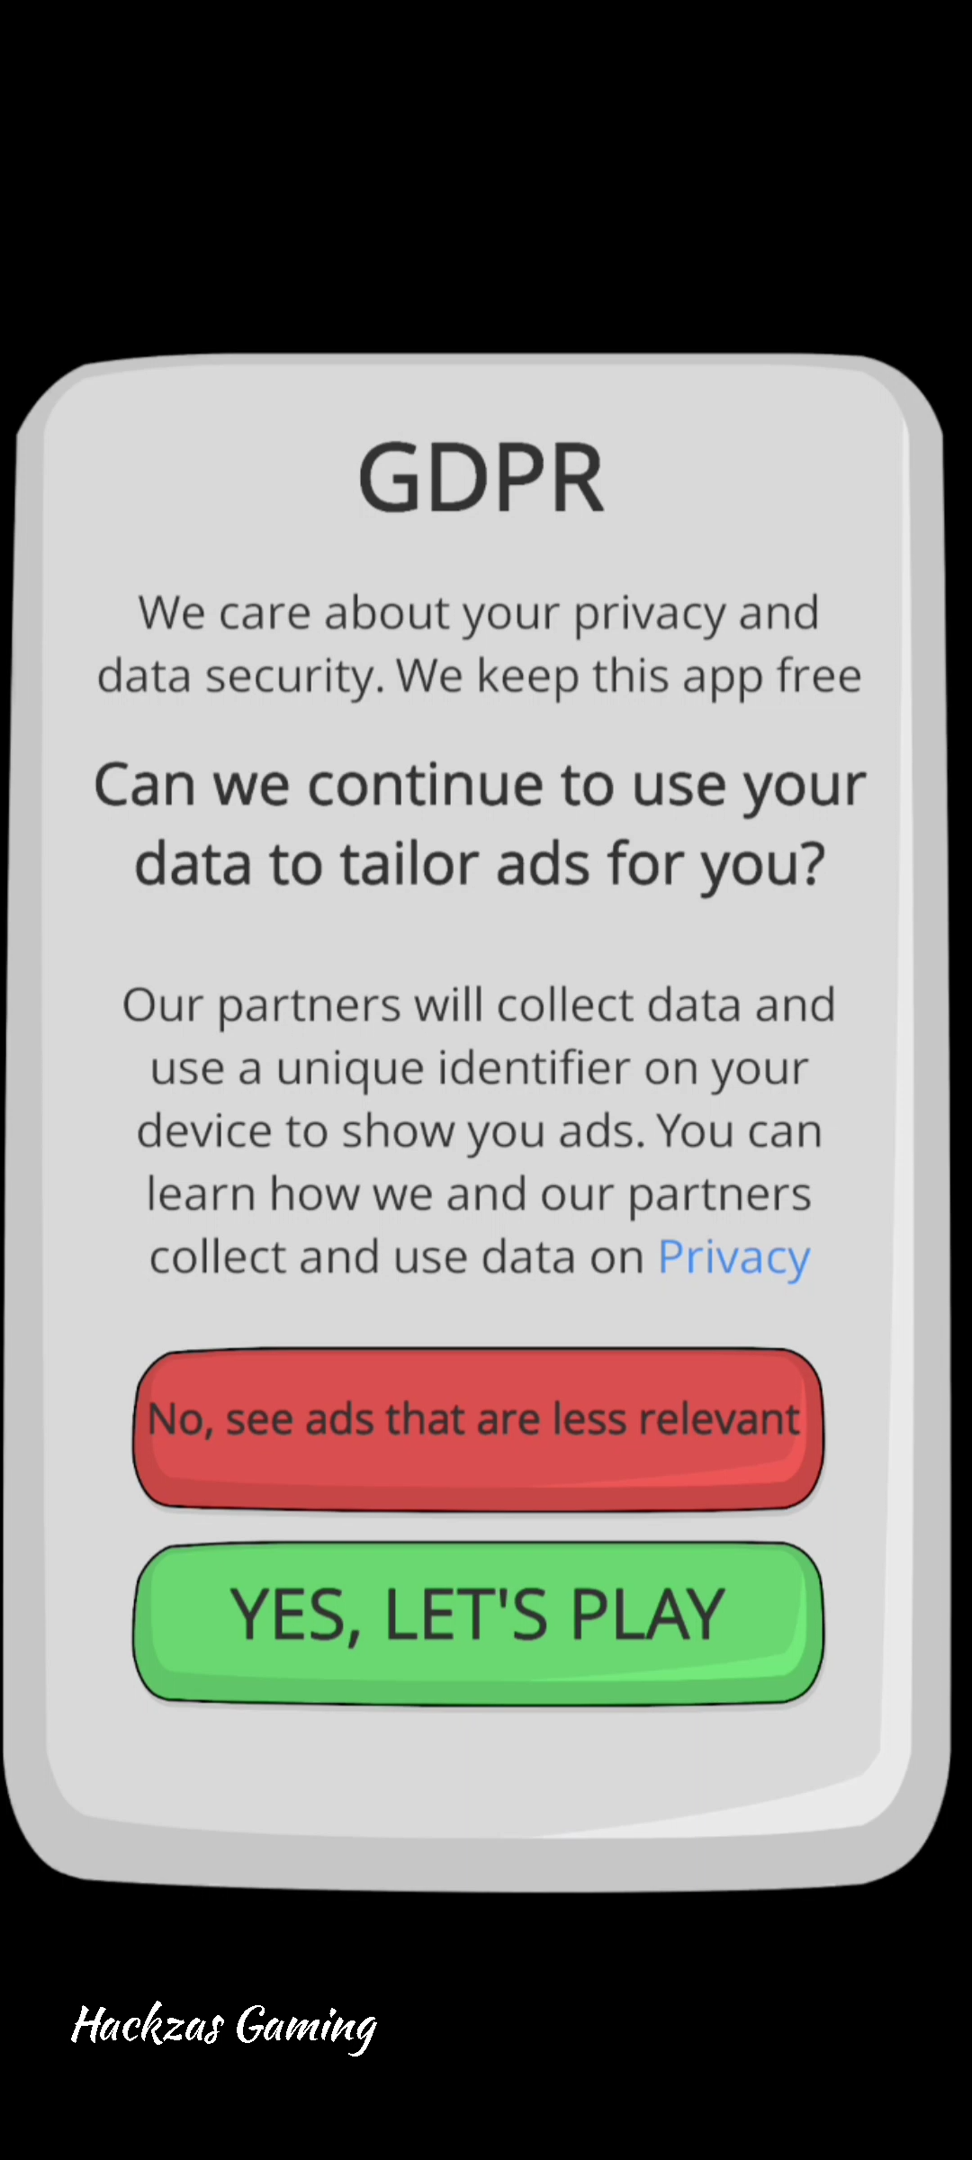 GDPR
We care about your privacy and
data security. We keep this app free
Can we continue to use your
data to tailor ads for you?
Our partners will collect data and
use a unique identifier on your
device to show you ads. You can
learn how we and our partners
collect and use data on Privacy
No, see ads that are less relevant
YES, LET'S PLAY
Hackzas Gaming